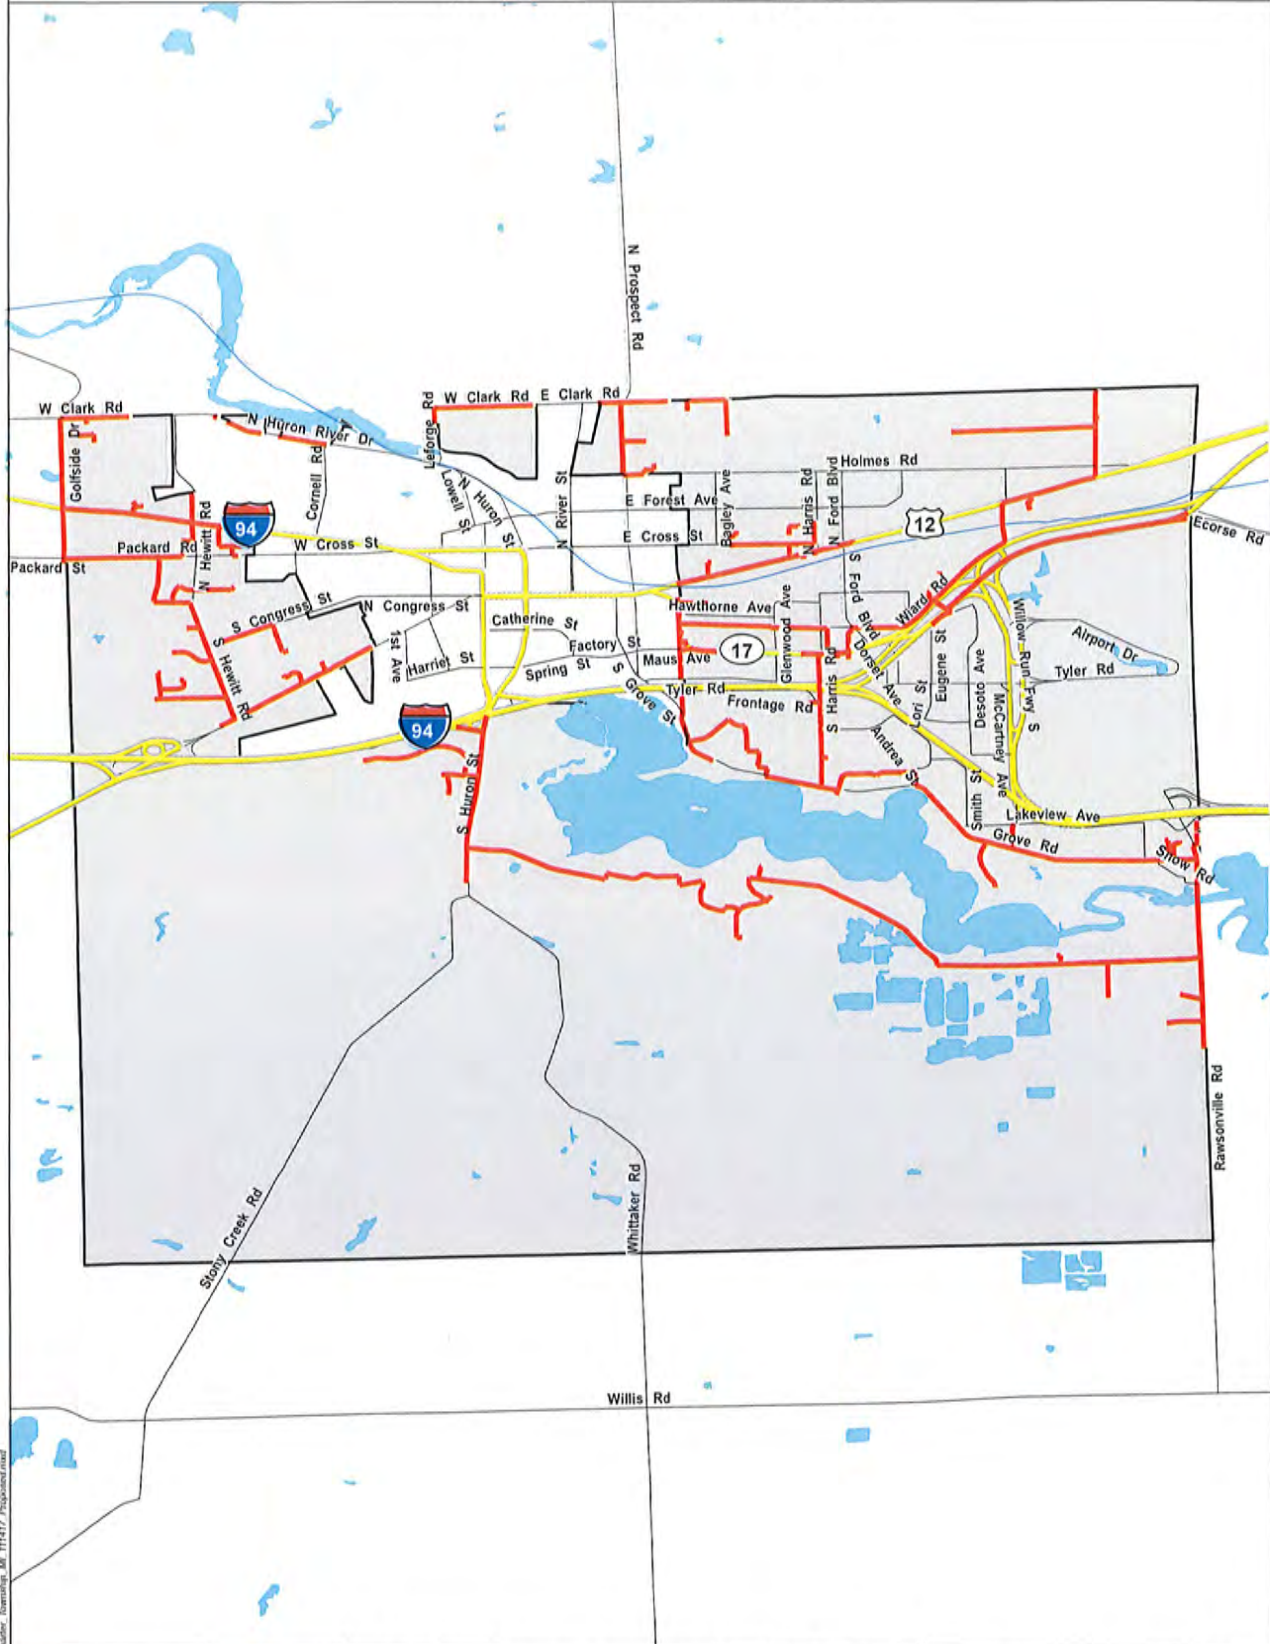 N Prospect Rd
W Clark Rd
Leforge Rd
W Clark Rd
E Clark Rd
N Huron River Dr
Golfside Dr
Cornell Rd
Lowell St
N Huron St
N River St
Bagley Ave
N Harris Rd
N Ford Blvd
Holmes Rd
E Forest Ave
94
12
Ecorse Rd
N Hewitt Rd
Packard Rd
W Cross St
E Cross St
Packard St
S Congress St
N Congress St
Hawthorne Ave
Glenwood Ave
S Ford Blvd
Wiard Rd
Willow Run Fwy S
Airport Dr
Catherine St
Factory St
17
1st Ave
Harriet St
Spring St
Maus Ave
S Grove St
Tyler Rd
Frontage Rd
S Harris Rd
Dorset Ave
Lori St
Eugene St
Desoto Ave
McCartney Ave
Tyler Rd
S Hewitt Rd
94
Andrea St
S Huron St
Smith St
Lakeview Ave
Grove Rd
Snow Rd
Rawsonville Rd
Whittaker Rd
Stony Creek Rd
Willis Rd